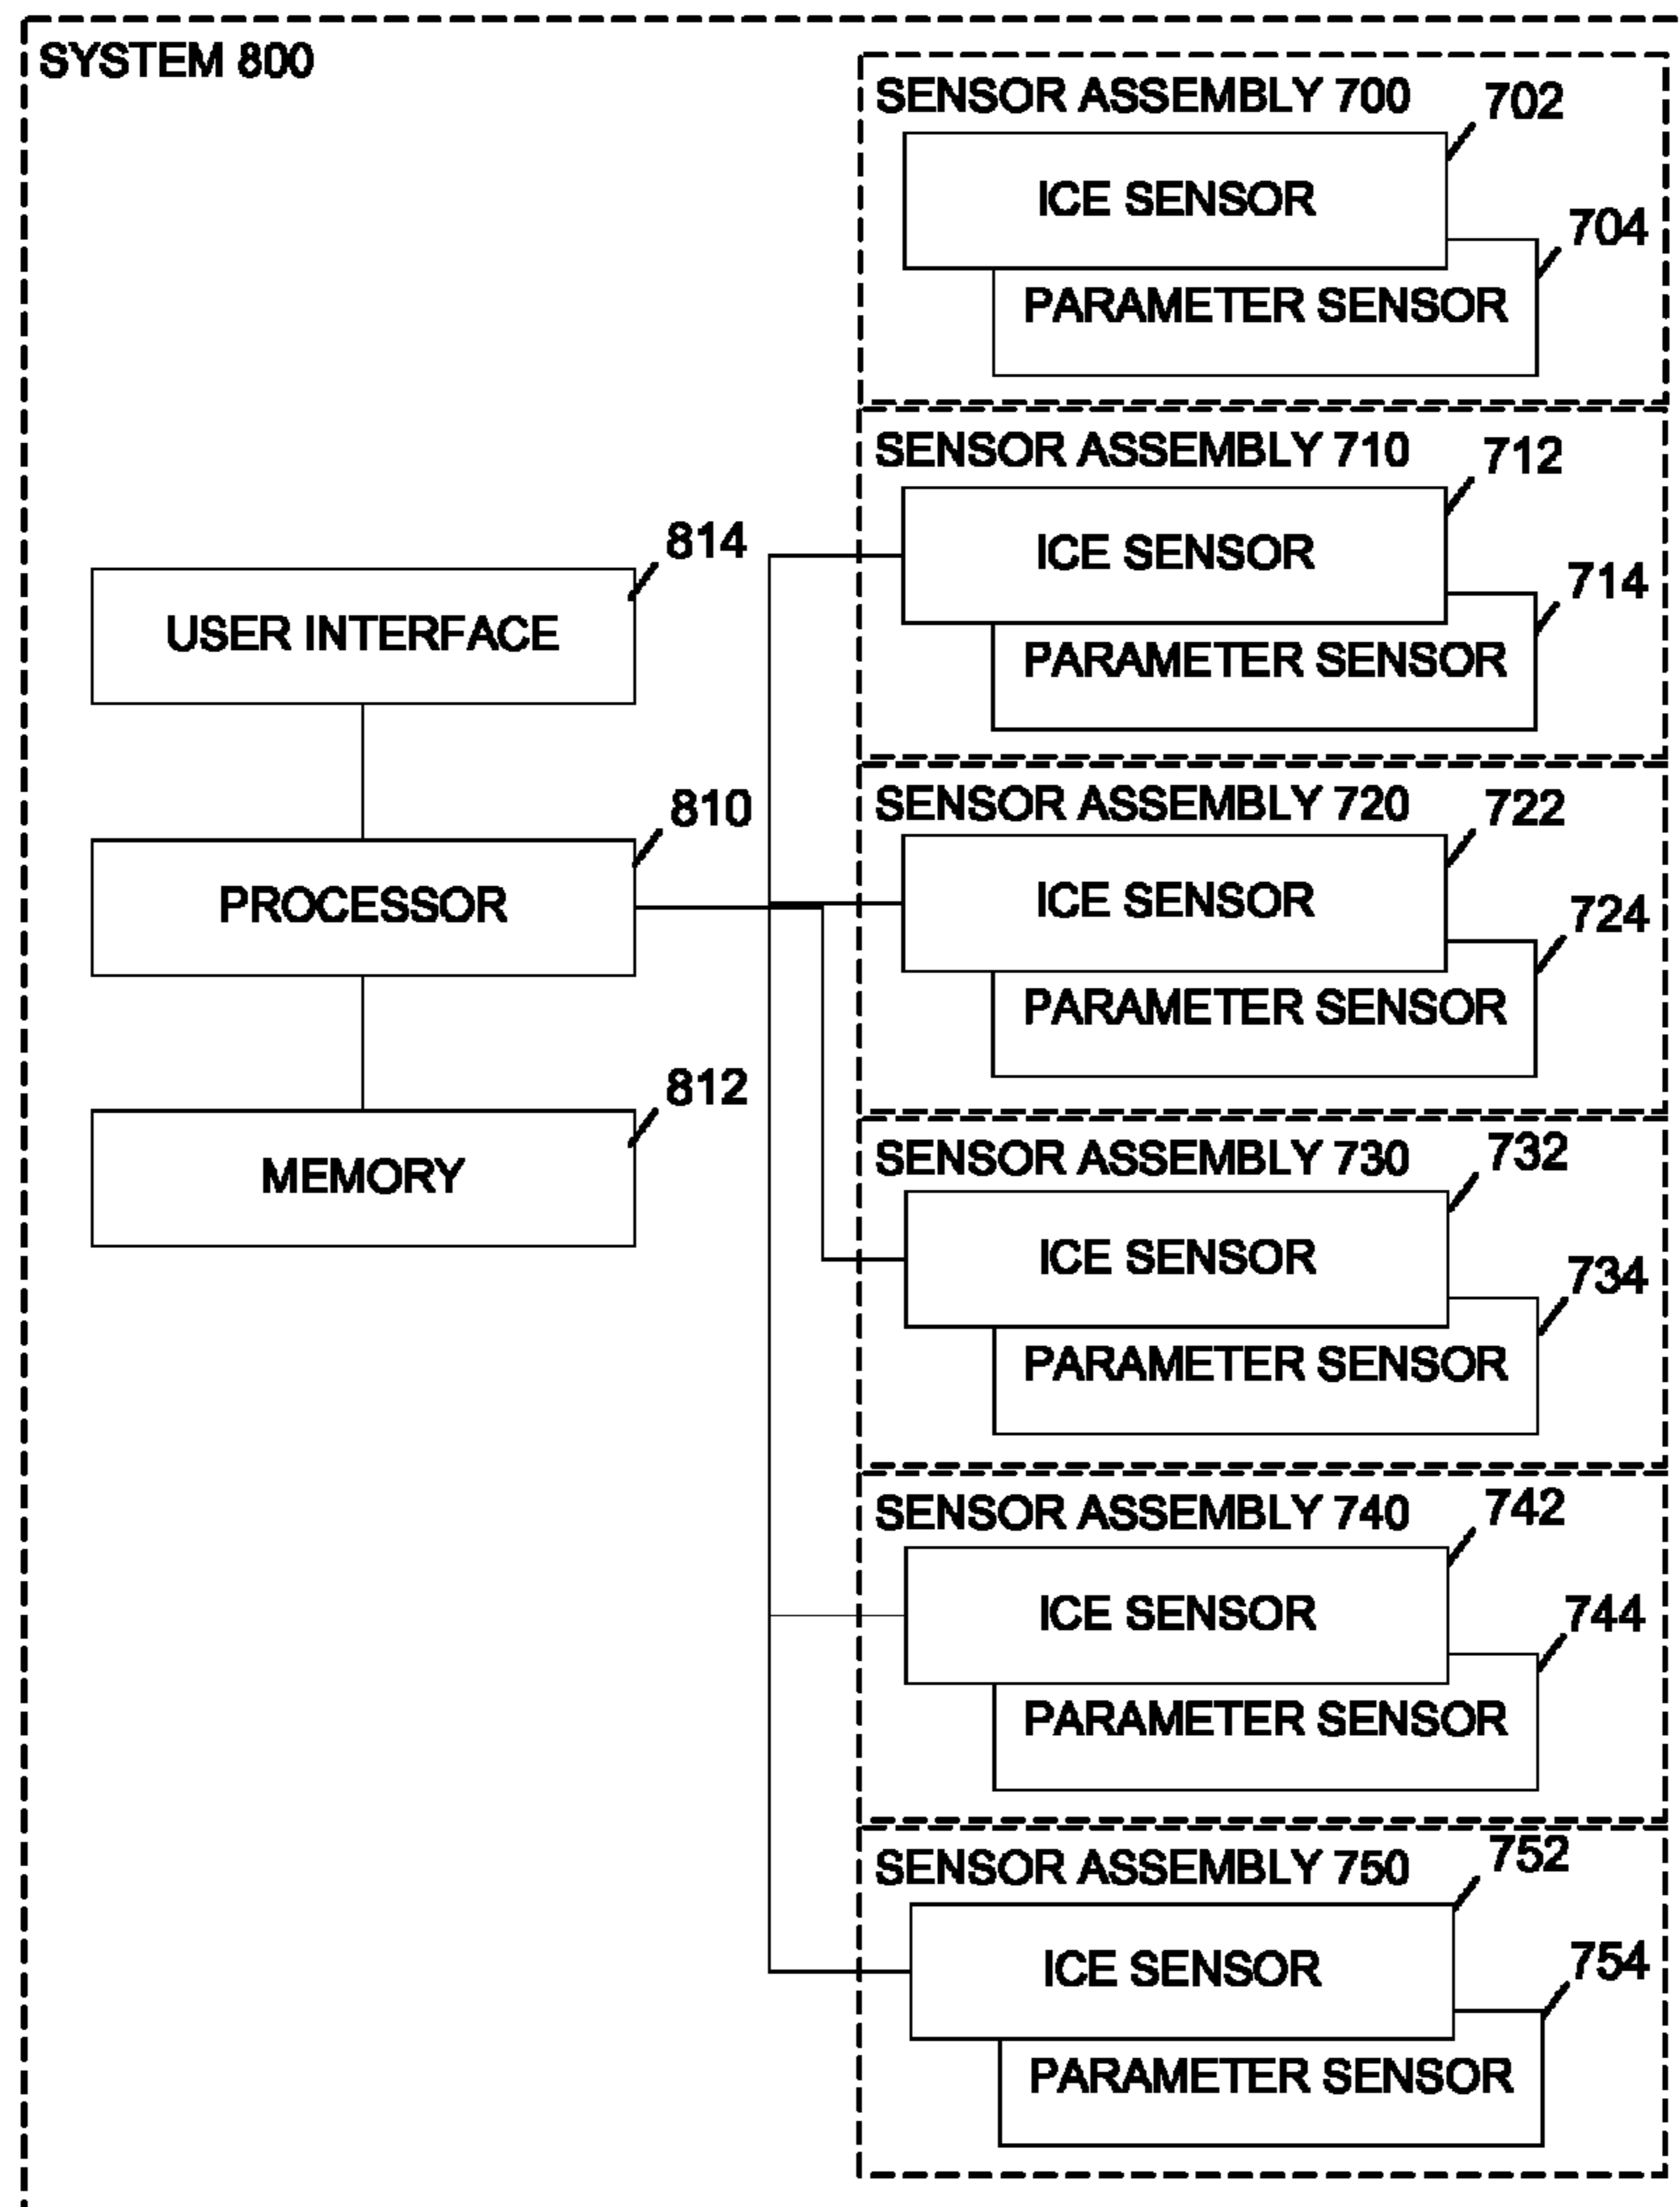 SYSTEM 800
SENSOR ASSEMBLY 700
702
ICE SENSOR
704
PARAMETER SENSOR
SENSOR ASSEMBLY 710
712
ICE SENSOR
714
PARAMETER SENSOR
814
USER INTERFACE
810
PROCESSOR
812
MEMORY
SENSOR ASSEMBLY 720
722
ICE SENSOR
724
PARAMETER SENSOR
SENSOR ASSEMBLY 730
732
ICE SENSOR
734
PARAMETER SENSOR
SENSOR ASSEMBLY 740
742
ICE SENSOR
744
PARAMETER SENSOR
SENSOR ASSEMBLY 750
752
ICE SENSOR
754
PARAMETER SENSOR